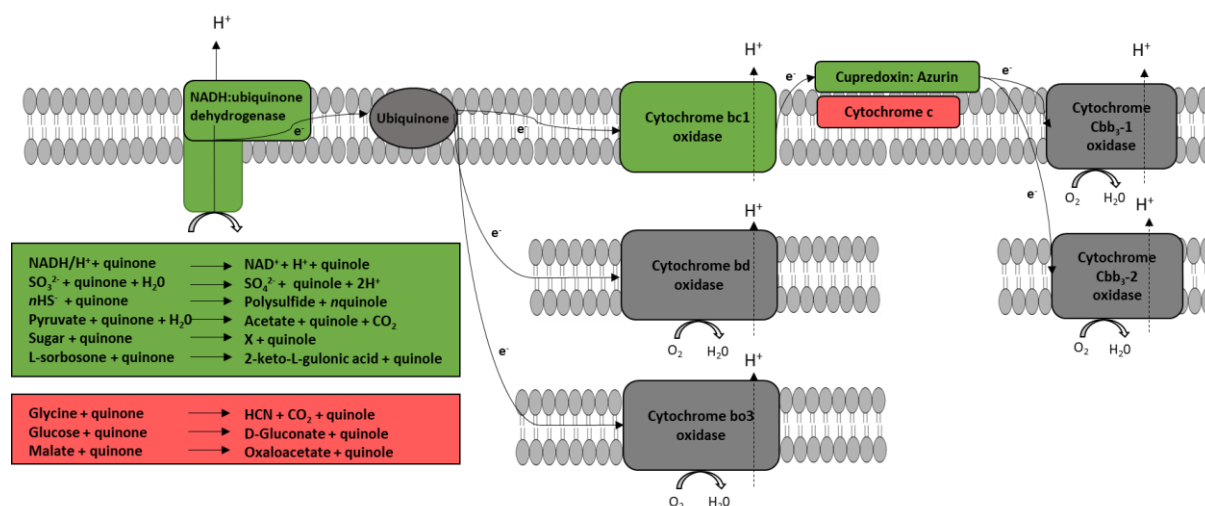 H⁺
NADH:ubiquinone
dehydrogenase
e⁻
Ubiquinone
e⁻
H⁺
Cytochrome bc1
oxidase
e⁻
Cupredoxin: Azurin
Cytochrome c
e⁻
H⁺
Cytochrome
Cbb₃-1
oxidase
O₂ H₂0
e⁻
H⁺
Cytochrome
Cbb₃-2
oxidase
O₂ H₂0
e⁻
H⁺
Cytochrome bd
oxidase
O₂ H₂0
e⁻
H⁺
Cytochrome bo3
oxidase
O₂ H₂0
NADH/H⁺ + quinone NAD⁺ + H⁺ + quinole
SO₃²⁻ + quinone + H₂0 SO₄²⁻ + quinole + 2H⁺
nHS⁻ + quinone Polysulfide + nquinole
Pyruvate + quinone + H₂0 Acetate + quinole + CO₂
Sugar + quinone X + quinole
L-sorbosone + quinone 2-keto-L-gulonic acid + quinole
Glycine + quinone HCN + CO₂ + quinole
Glucose + quinone D-Gluconate + quinole
Malate + quinone Oxaloacetate + quinole